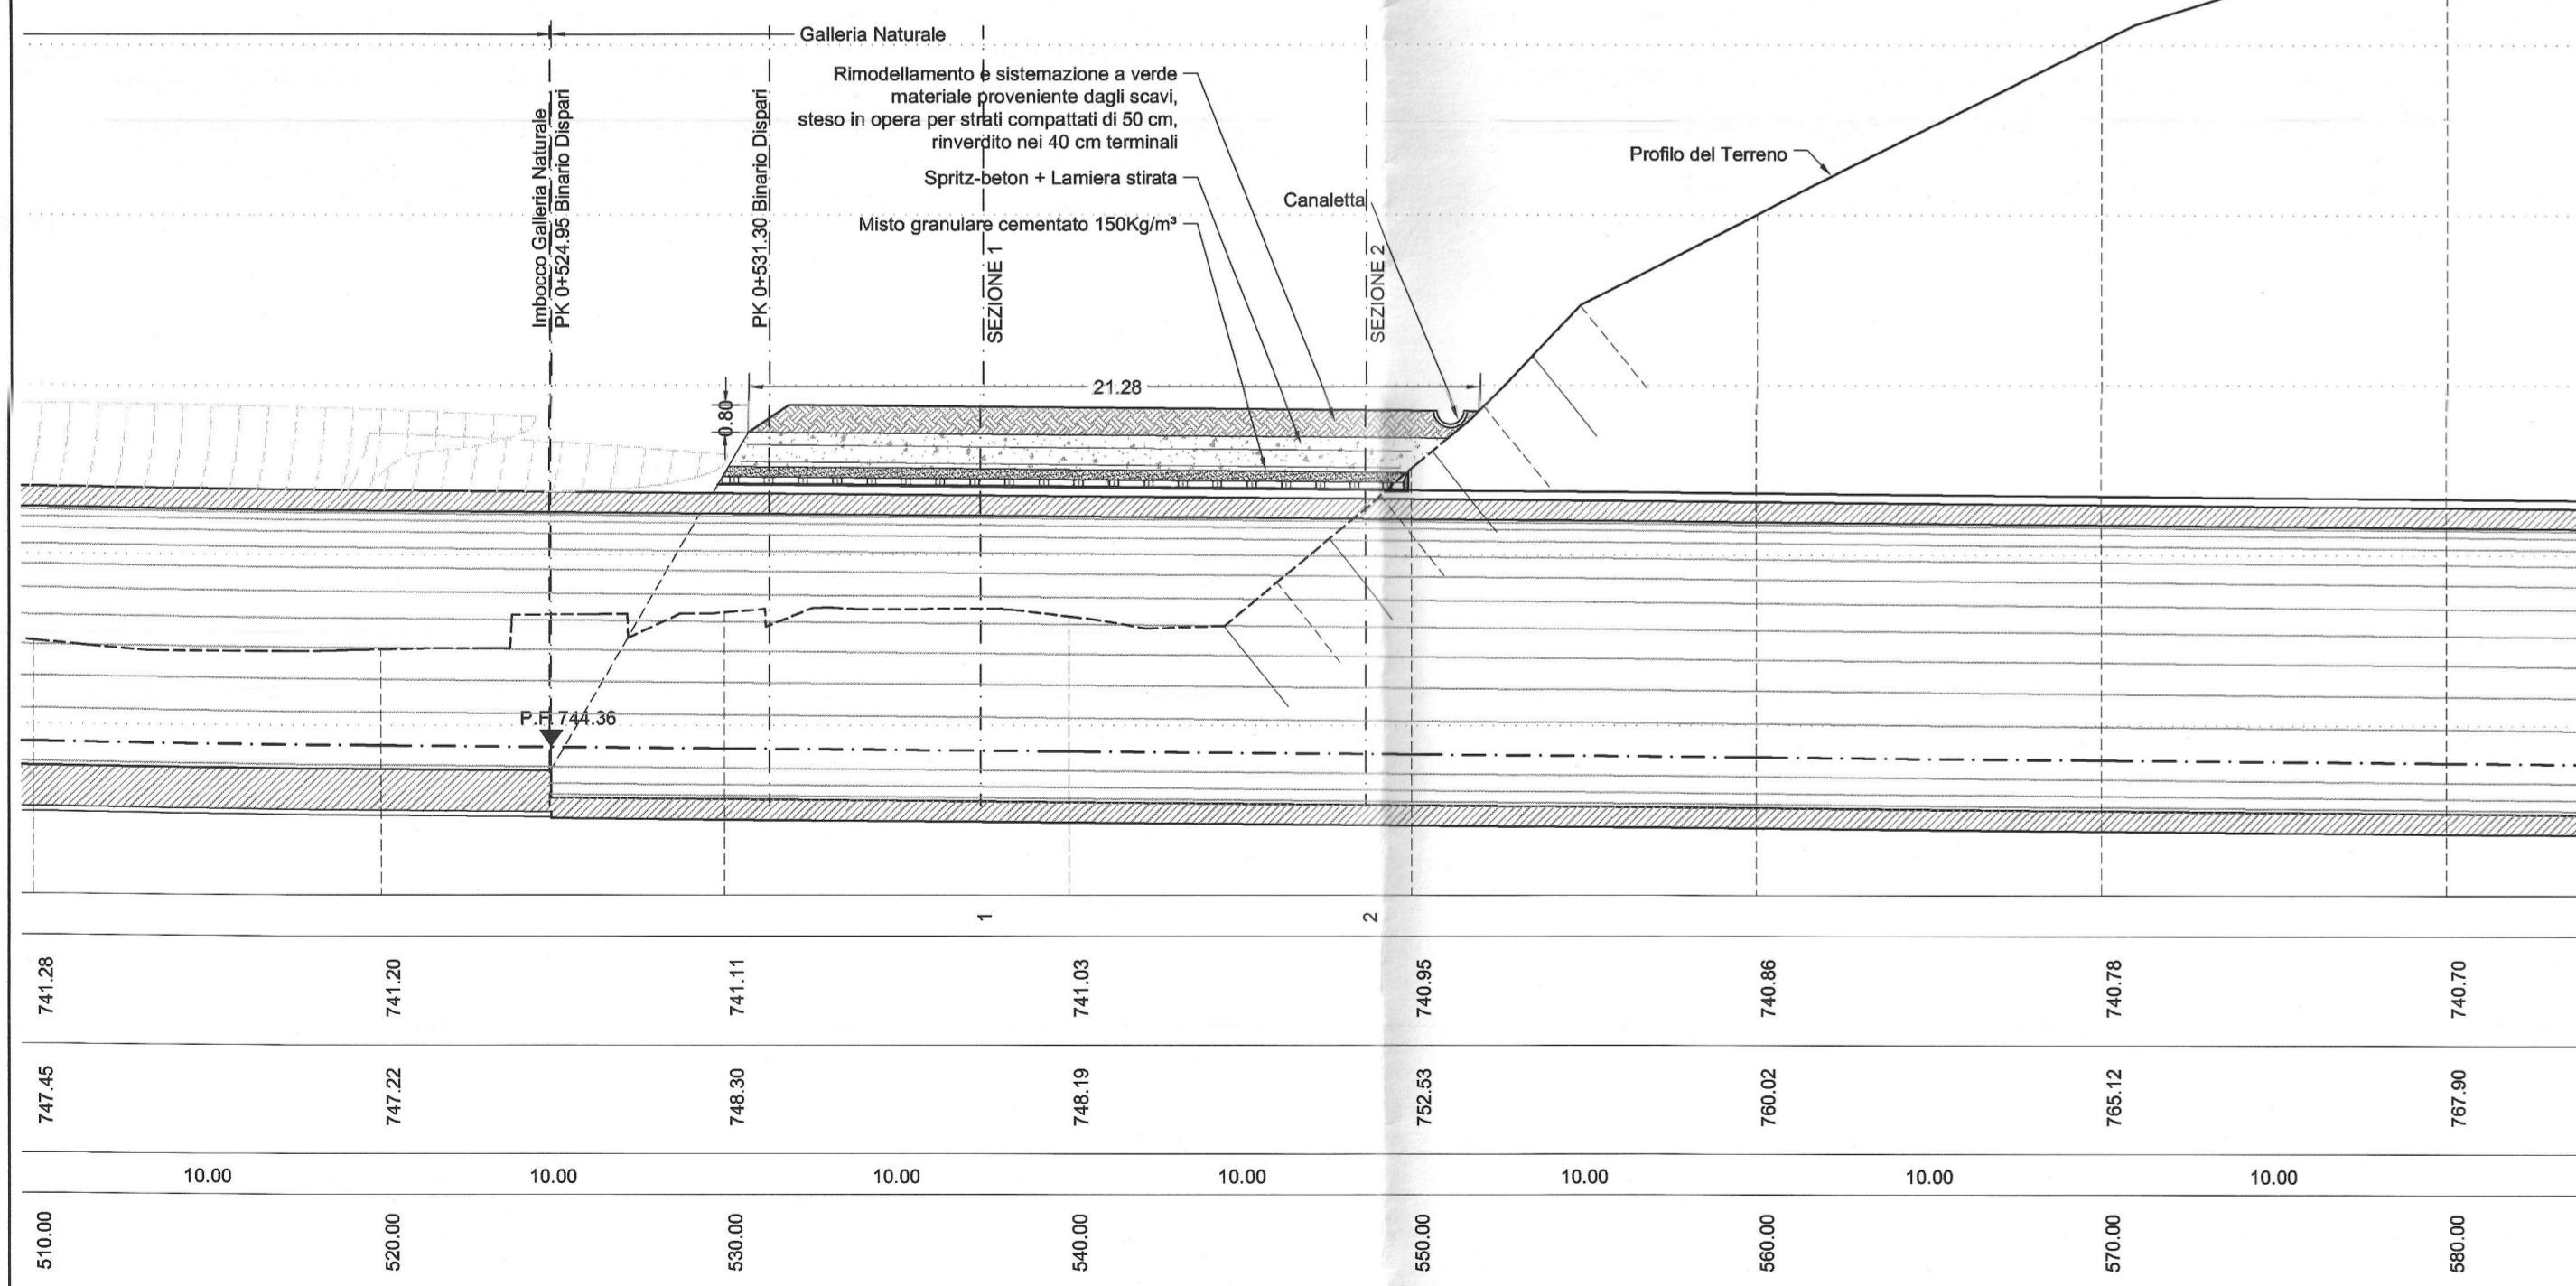 Galleria Naturale
Rimodellamento e sistemazione a verde
materiale proveniente dagli scavi,
steso in opera per strati compattati di 50 cm,
rinverdito nei 40 cm terminali
Spritz-beton + Lamiera stirata
Misto granulare cementato 150Kg/m³
Canaletta
Profilo del Terreno
Imbocco Galleria Naturale
PK 0+524.95 Binario Dispari
PK 0+531.30 Binario Dispari
SEZIONE 1
SEZIONE 2
21.28
0.80
P.F. 744.36
1
2
741.28
741.20
741.11
741.03
740.95
740.86
740.78
740.70
747.45
747.22
748.30
748.19
752.53
760.02
765.12
767.90
10.00
10.00
10.00
10.00
10.00
10.00
10.00
510.00
520.00
530.00
540.00
550.00
560.00
570.00
580.00